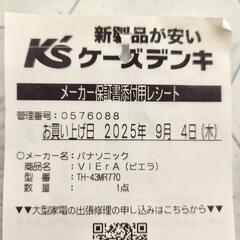 新製品が安い
K's ケーズデンキ
メーカー保証書添付用レシート
管理番号：0576088
お買い上げ日 2025年 9月 4日(木)
○メーカー名：パナソニック
商品名：VIErA(ビエラ)
型番：TH-43MR770
数量：1点
▼▼大型家電の出張修理の申し込みはこちらから▼▼